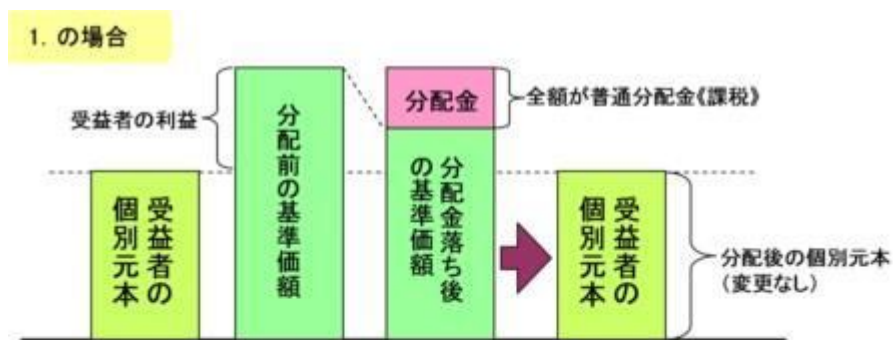 1. の場合
受益者の利益
分配前の基準価額
分配金
全額が普通分配金《課税》
分配金落ち後
の基準価額
受益者の
個別元本
受益者の
個別元本
分配後の個別元本
(変更なし)